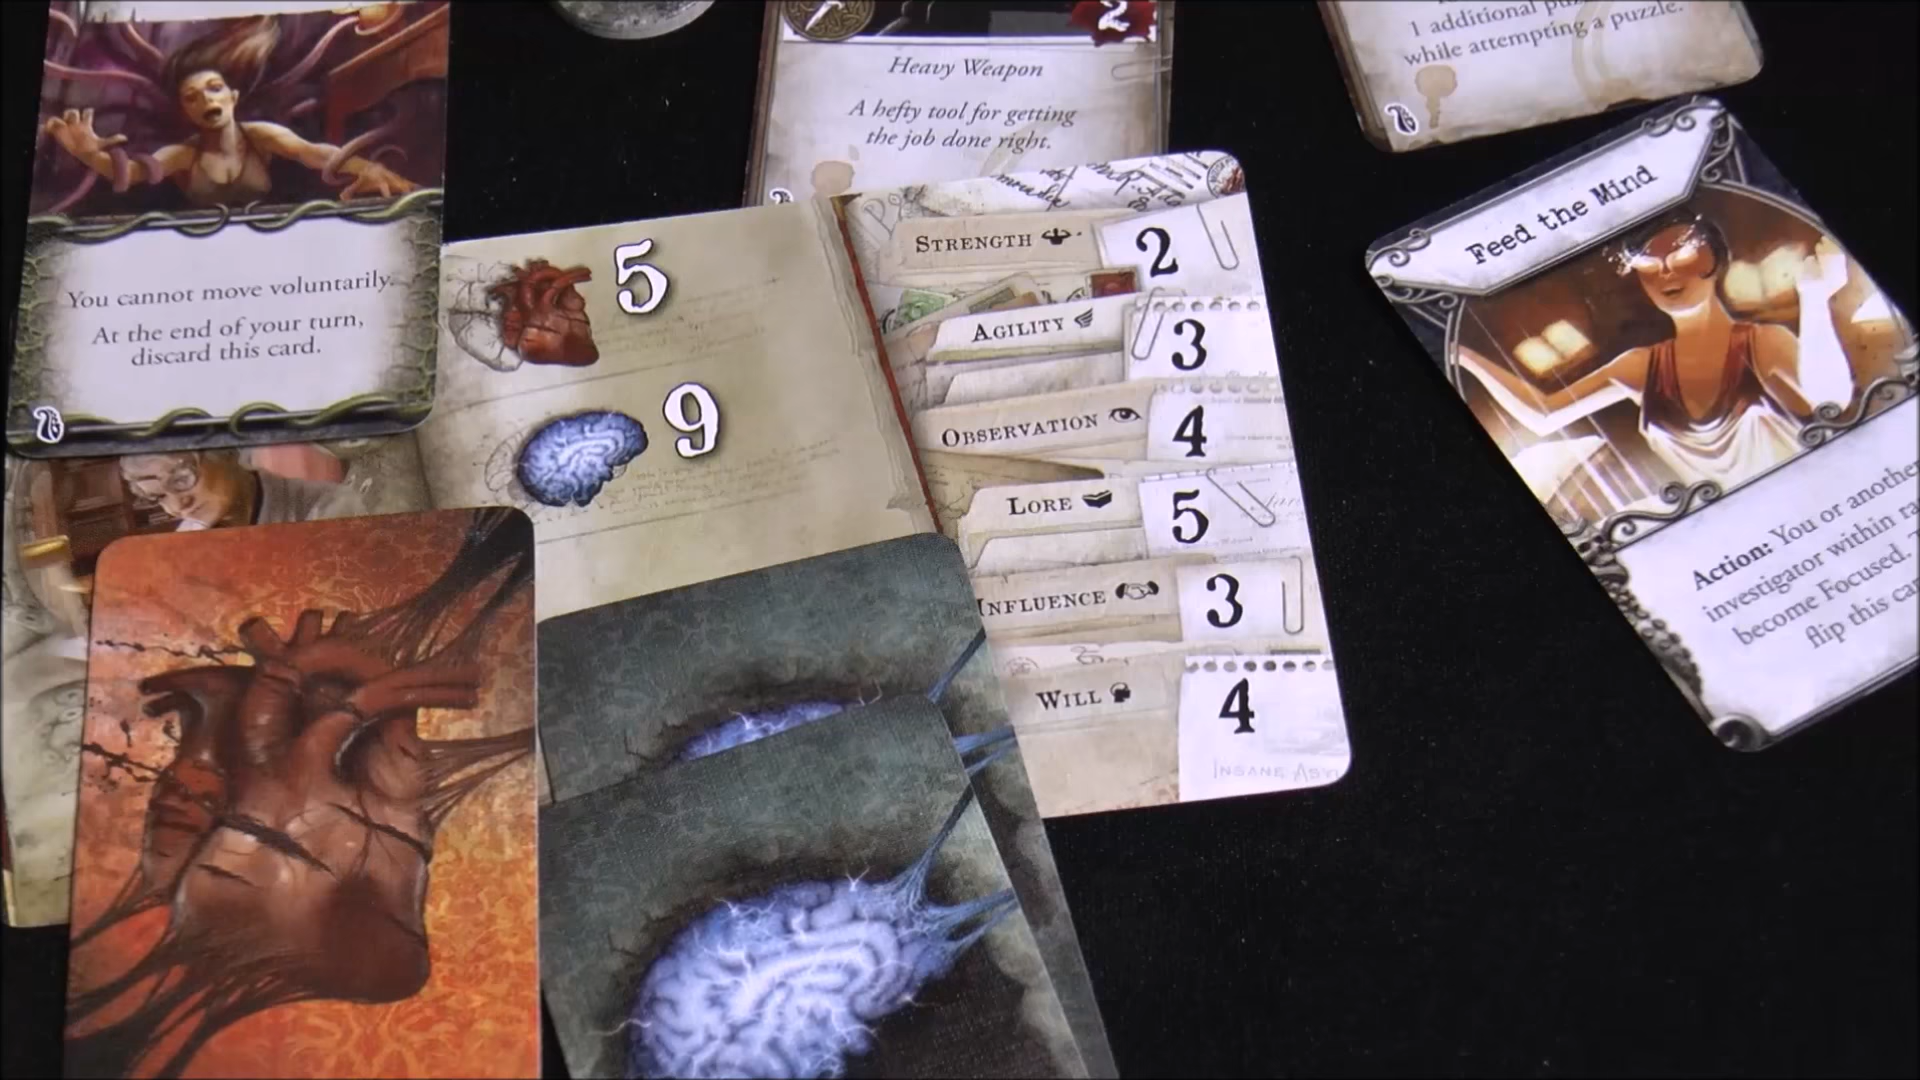 You cannot move voluntarily.
At the end of your turn,
discard this card.
2
Heavy Weapon
A hefty tool for getting
the job done right.
1 additional
while attempting a puzzle.
5
9
STRENGTH 2
AGILITY 3
OBSERVATION 4
LORE 5
INFLUENCE 3
WILL 4
INSANE
Feed the Mind
Action: You or another
investigator within
become Focused.
flip this